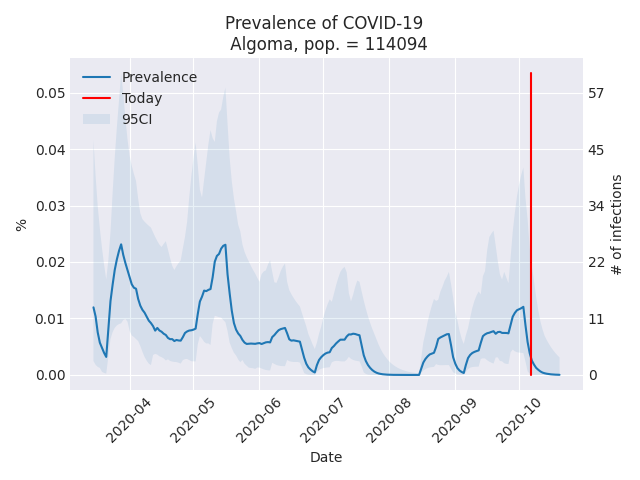 Prevalence of COVID-19
Algoma, pop. = 114094
Prevalence
Today
95CI
0.05
0.04
0.03
0.02
0.01
0.00
%
57
45
34
22
11
0
# of infections
2020-04
2020-05
2020-06
2020-07
2020-08
2020-09
2020-10
Date